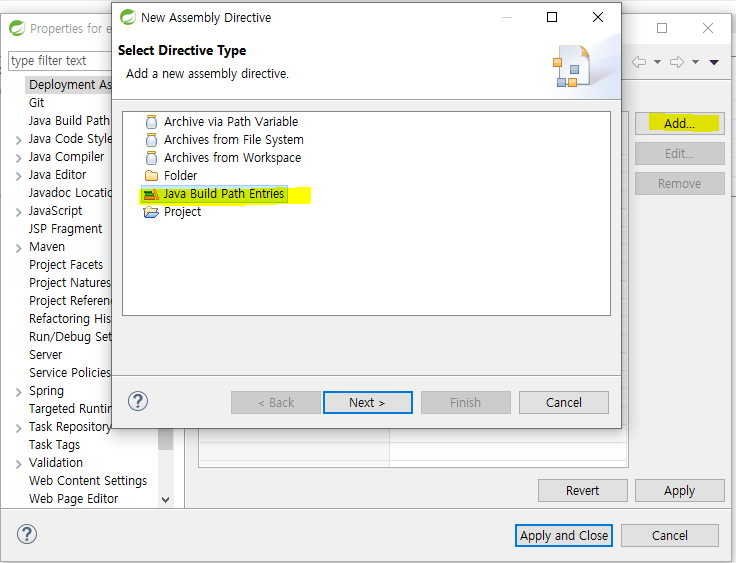 Properties for e
New Assembly Directive
Select Directive Type
Add a new assembly directive.
type filter text
Deployment As
Git
Java Build Path
Java Code Style
Java Compiler
Java Editor
Javadoc Locatio
JavaScript
JSP Fragment
Maven
Project Facets
Project Natures
Project Referen
Refactoring His
Run/Debug Set
Server
Service Policies
Spring
Targeted Runtin
Task Repository
Task Tags
Validation
Web Content Settings
Web Page Editor
Archive via Path Variable
Archives from File System
Archives from Workspace
Folder
Java Build Path Entries
Project
? < Back Next > Finish Cancel
Add...
Edit...
Remove
Revert Apply
? Apply and Close Cancel